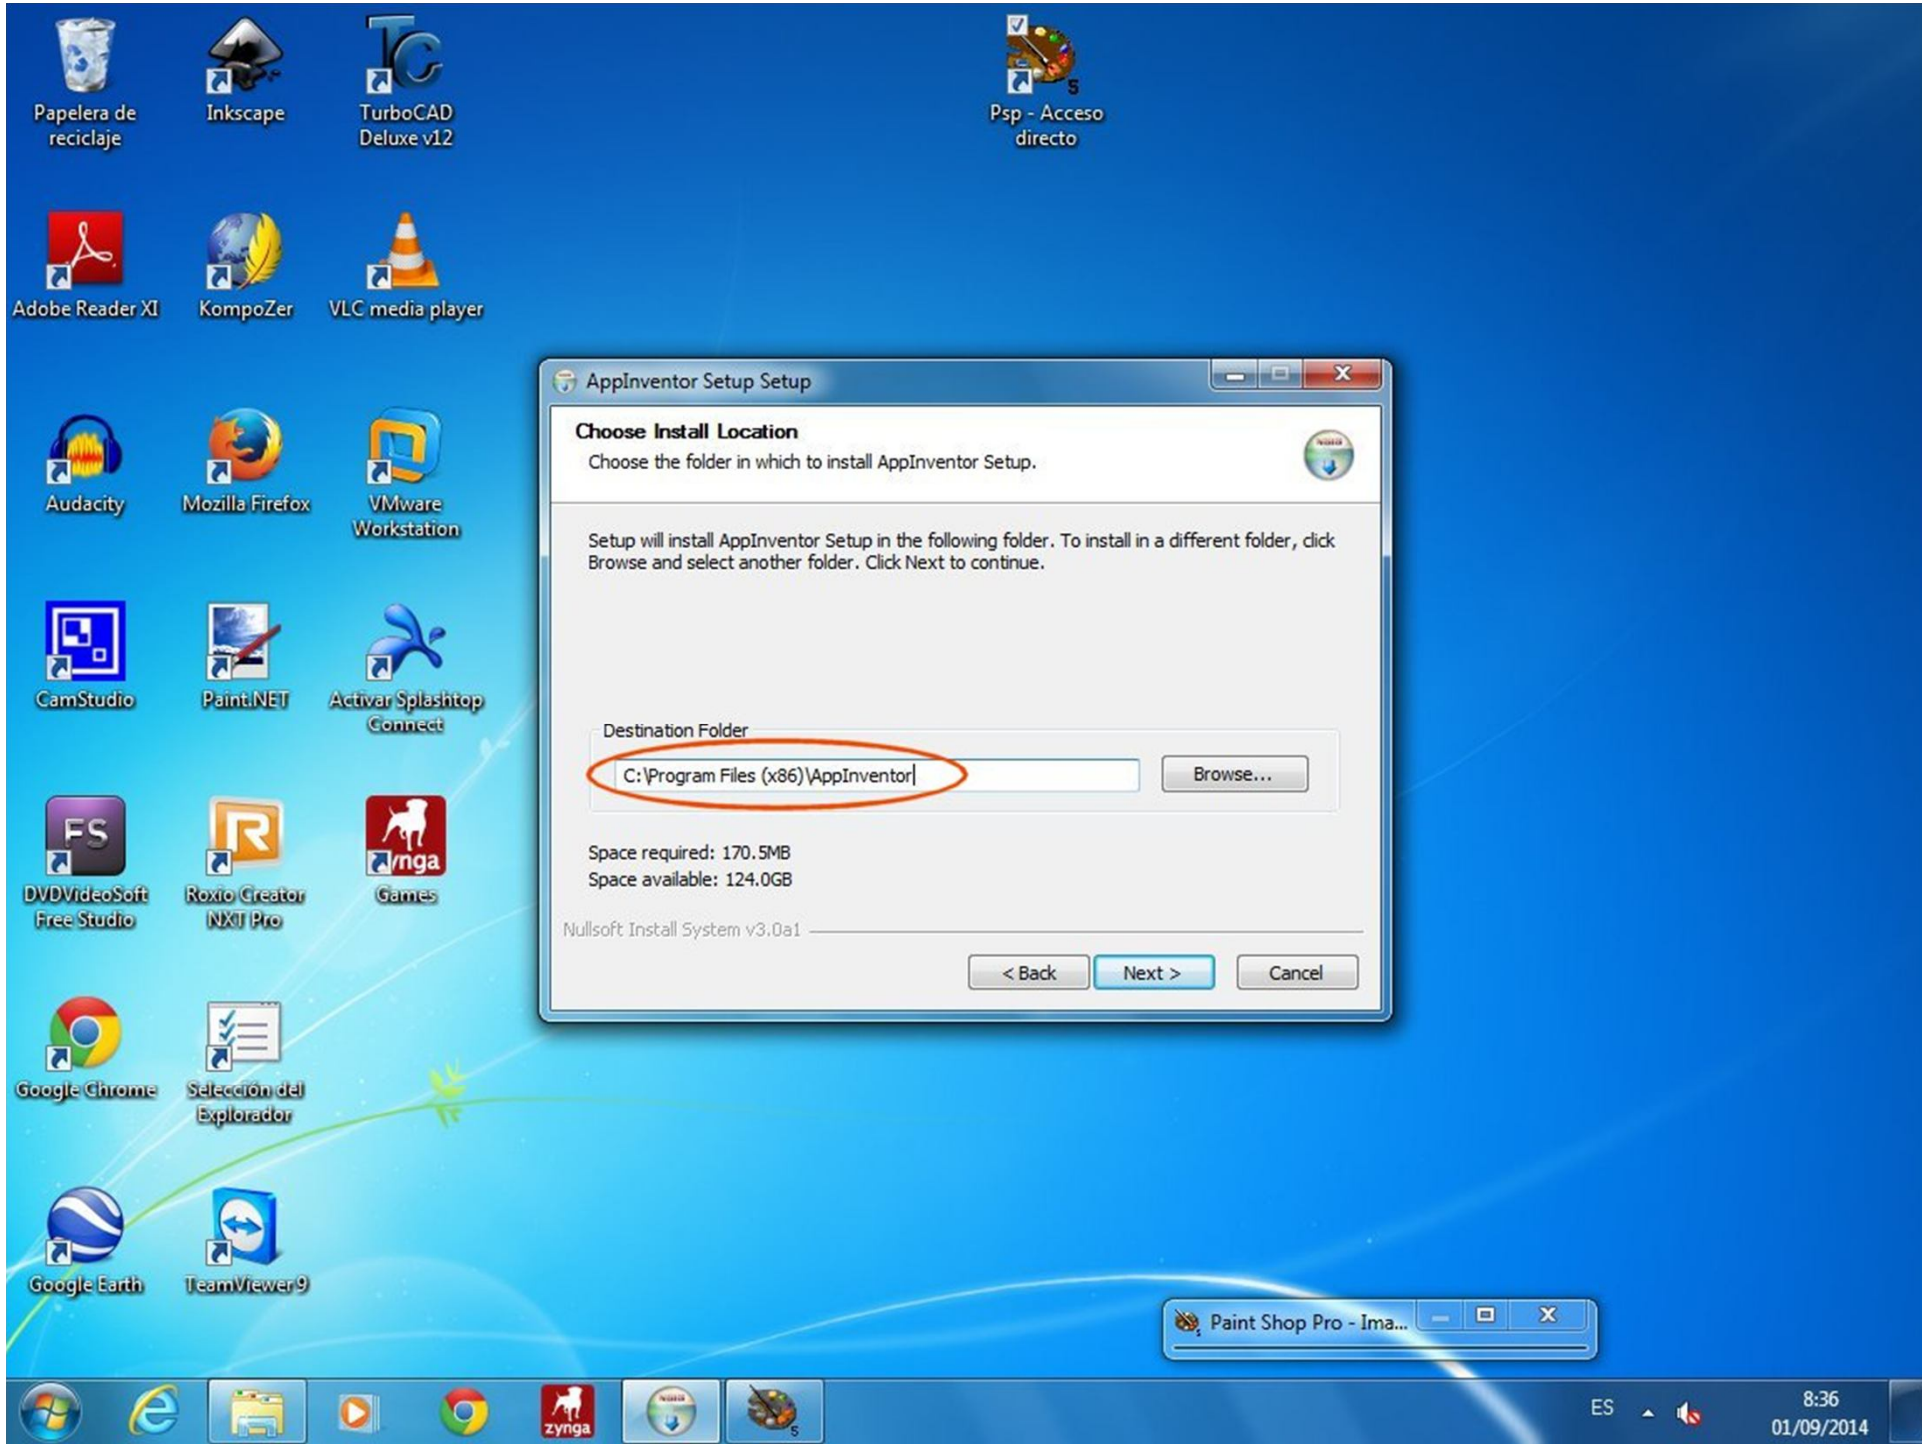 Papelera de
reciclaje
Inkscape
TurboCAD
Deluxe v12
Psp - Acceso
directo
5
Adobe Reader XI
KompoZer
VLC media player
Audacity
Mozilla Firefox
VMware
Workstation
CamStudio
Paint.NET
Activar Splashtop
Connect
FS
DVDVideoSoft
Free Studio
Roxio Creator
NXT Pro
zynga
Games
Google Chrome
Selección del
Explorador
Google Earth
TeamViewer 9
AppInventor Setup Setup
Choose Install Location
Choose the folder in which to install AppInventor Setup.
Setup will install AppInventor Setup in the following folder. To install in a different folder, click
Browse and select another folder. Click Next to continue.
Destination Folder
C:\Program Files (x86)\AppInventor
Browse...
Space required: 170.5MB
Space available: 124.0GB
Nullsoft Install System v3.0a1
< Back
Next >
Cancel
Paint Shop Pro - Ima...
zynga
5
ES
8:36
01/09/2014